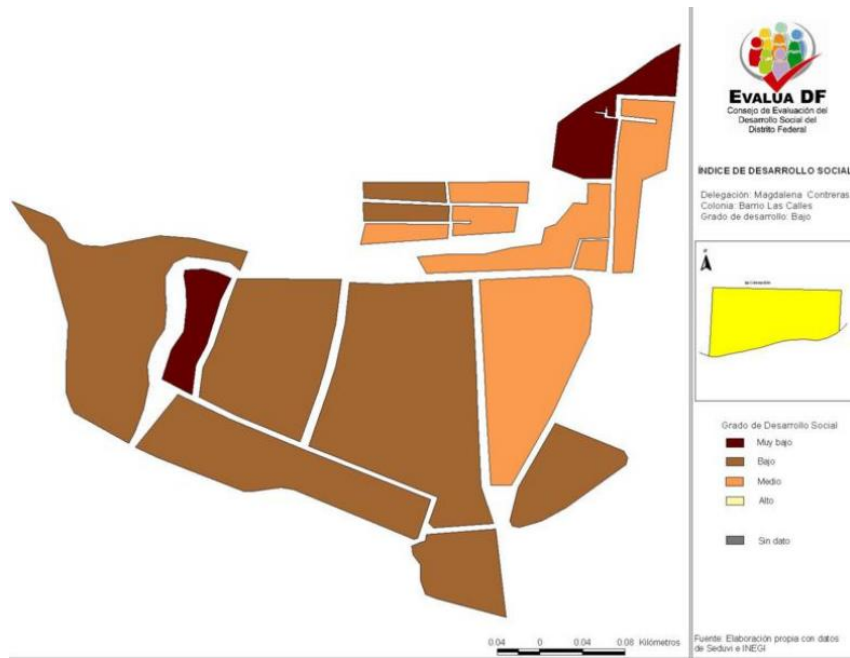 EVALUA DF
Consejo de Evaluación del
Desarrollo Social del
Distrito Federal
ÍNDICE DE DESARROLLO SOCIAL
Delegación: Magdalena Contreras
Colonia: Barrio Las Calles
Grado de desarrollo: Bajo
Grado de Desarrollo Social
Muy bajo
Bajo
Medio
Alto
Sin dato
0.04 0 0.04 0.08 Kilómetros
Fuente: Elaboración propia con datos
de Seduvi e INEGI